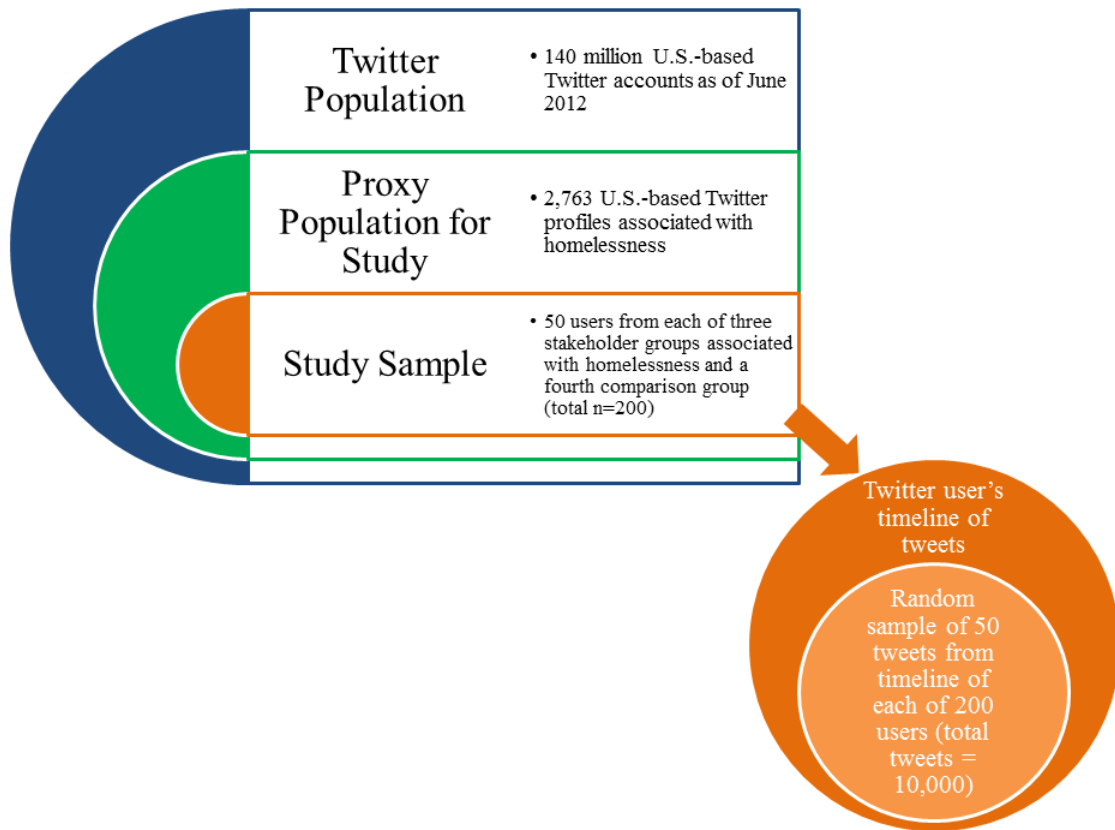 Twitter
Population
• 140 million U.S.-based
Twitter accounts as of June
2012
Proxy
Population for
Study
• 2,763 U.S.-based Twitter
profiles associated with
homelessness
Study Sample
• 50 users from each of three
stakeholder groups associated
with homelessness and a
fourth comparison group
(total n=200)
Twitter user’s
timeline of
tweets
Random
sample of 50
tweets from
timeline of
each of 200
users (total
tweets =
10,000)